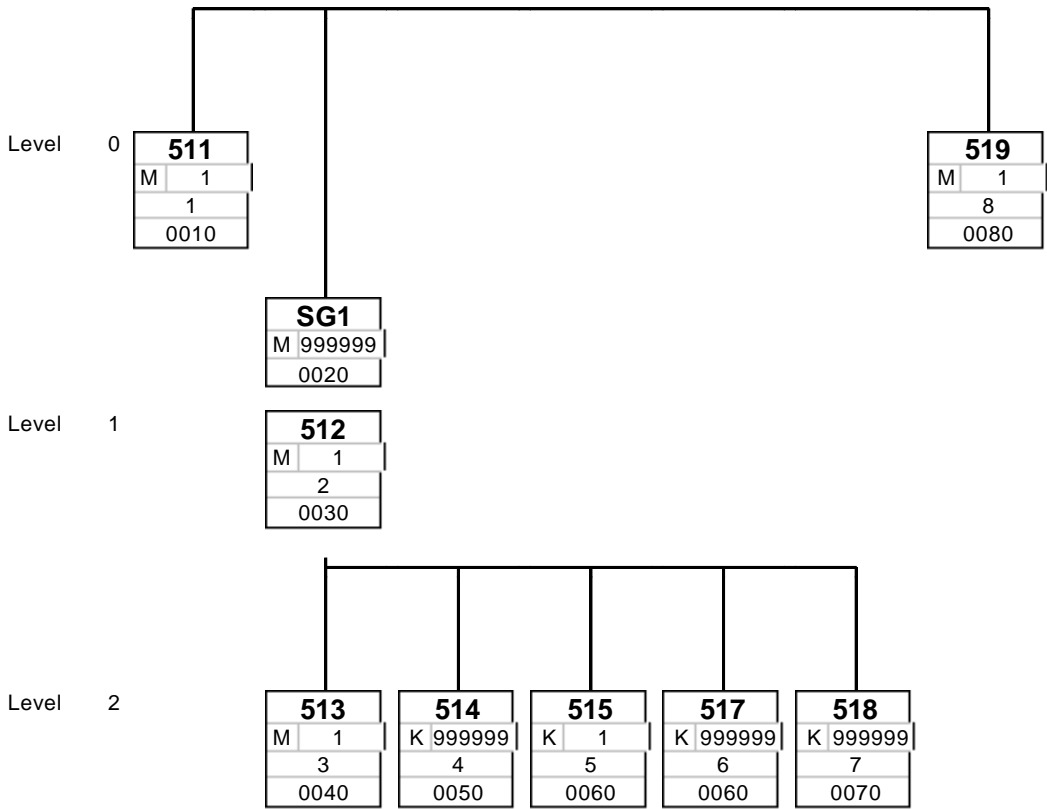 Level 0
511 519
M 1 M 1
1 8
0010 0080
SG1
M 999999
0020
Level 1
512
M 1
2
0030
Level 2
513 514 515 517 518
M 1 K 999999 K 1 K 999999 K 999999
3 4 5 6 7
0040 0050 0060 0060 0070